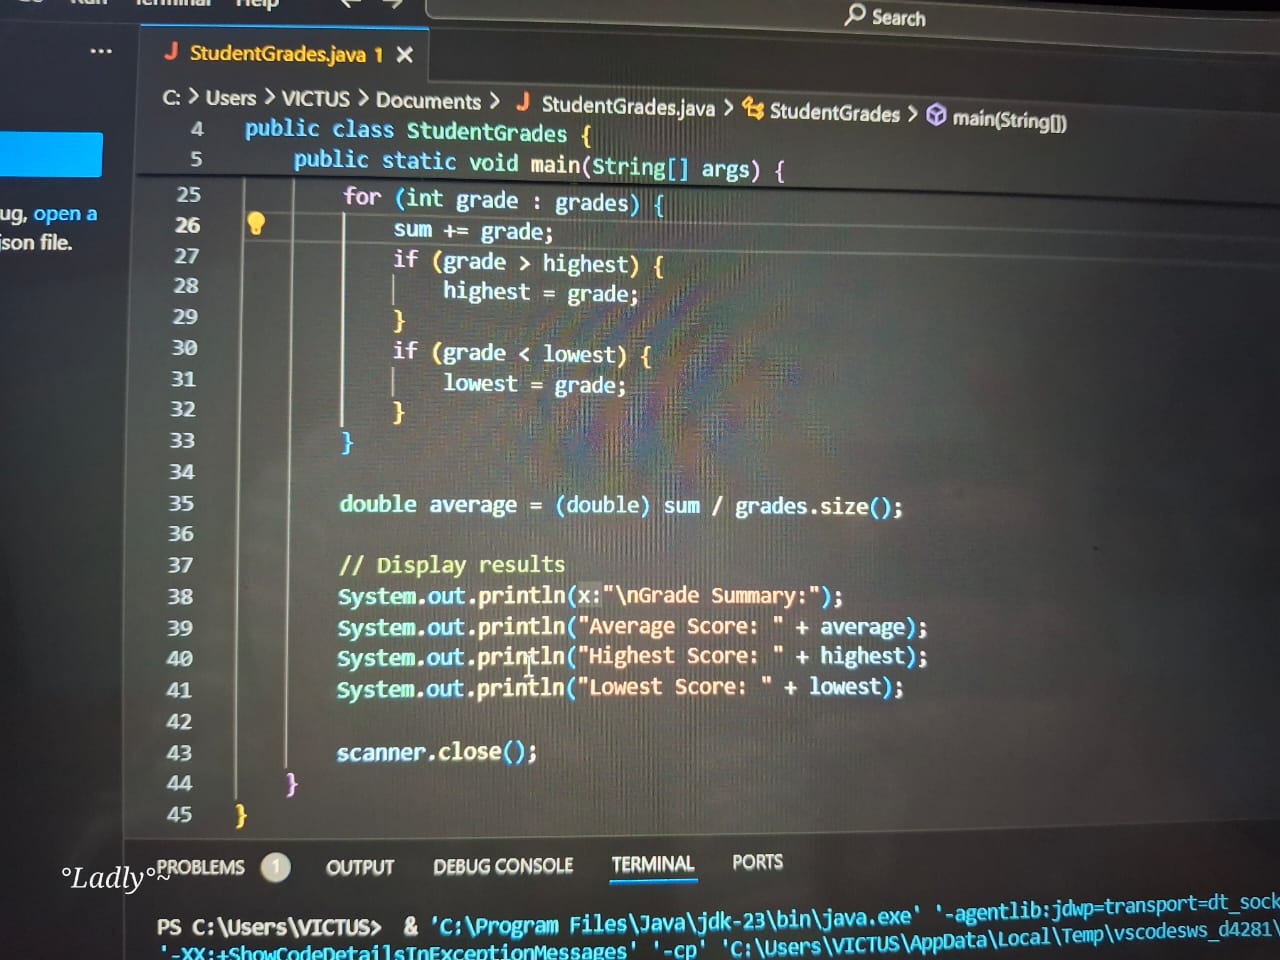 Run Terminal Help
Search
...
J StudentGrades.java 1 ×
C: > Users > VICTUS > Documents > J StudentGrades.java > StudentGrades > main(String[])
4 public class StudentGrades {
5 public static void main(String[] args) {
ug, open a
son file.
25 for (int grade : grades) {
26 sum += grade;
27 if (grade > highest) {
28 highest = grade;
29 }
30 if (grade < lowest) {
31 lowest = grade;
32 }
33 }
34
35 double average = (double) sum / grades.size();
36
37 // Display results
38 System.out.println(x:"\nGrade Summary:");
39 System.out.println("Average Score: " + average);
40 System.out.println("Highest Score: " + highest);
41 System.out.println("Lowest Score: " + lowest);
42
43 scanner.close();
44 }
45 }
°Ladly°~
PROBLEMS 1 OUTPUT DEBUG CONSOLE TERMINAL PORTS
PS C:\Users\VICTUS> & 'C:\Program Files\Java\jdk-23\bin\java.exe' '-agentlib:jdwp=transport=dt_sock
'-XX:+ShowCodeDetailsInExceptionMessages' '-cp' 'C:\Users\VICTUS\AppData\Local\Temp\vscodesws_d4281\